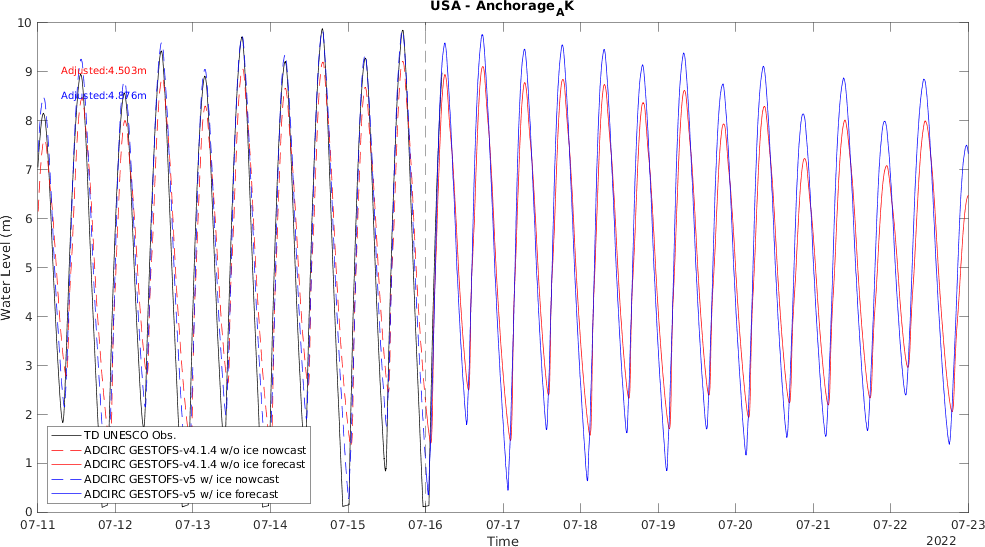 USA - Anchorage_AK
10
9
8
7
6
5
4
3
2
1
0
Water Level (m)
Adjusted:4.503m
Adjusted:4.876m
TD UNESCO Obs.
ADCIRC GESTOFS-v4.1.4 w/o ice nowcast
ADCIRC GESTOFS-v4.1.4 w/o ice forecast
ADCIRC GESTOFS-v5 w/ ice nowcast
ADCIRC GESTOFS-v5 w/ ice forecast
07-11 07-12 07-13 07-14 07-15 07-16 07-17 07-18 07-19 07-20 07-21 07-22 07-23
Time
2022